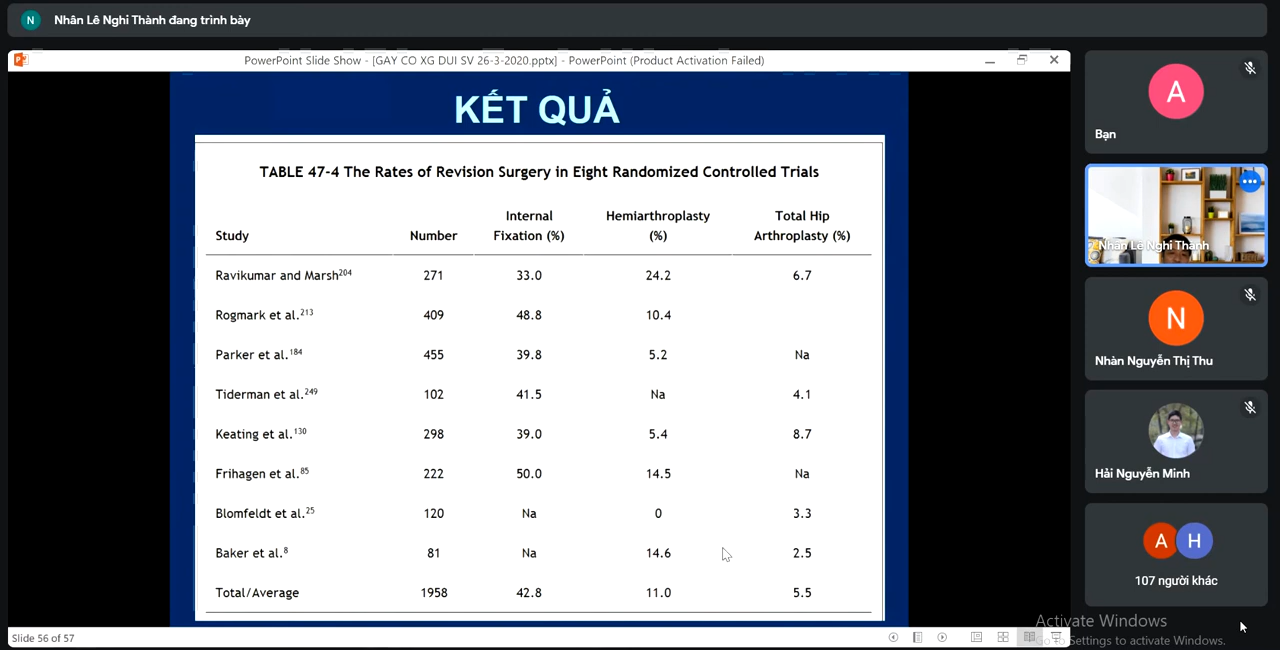 N Nhân Lê Nghi Thành đang trình bày
PowerPoint Slide Show - [GAY CO XG DUI SV 26-3-2020.pptx] - PowerPoint (Product Activation Failed)
KẾT QUẢ
TABLE 47-4 The Rates of Revision Surgery in Eight Randomized Controlled Trials
Study Number Internal Fixation (%) Hemiarthroplasty (%) Total Hip Arthroplasty (%)
Ravikumar and Marsh204 271 33.0 24.2 6.7
Rogmark et al.213 409 48.8 10.4
Parker et al.184 455 39.8 5.2 Na
Tiderman et al.249 102 41.5 Na 4.1
Keating et al.130 298 39.0 5.4 8.7
Frihagen et al.85 222 50.0 14.5 Na
Blomfeldt et al.25 120 Na 0 3.3
Baker et al.8 81 Na 14.6 2.5
Total/Average 1958 42.8 11.0 5.5
Slide 56 of 57
A
Bạn
Nhân Lê Nghi Thành
N
Nhàn Nguyễn Thị Thu
Hải Nguyễn Minh
A H
107 người khác
Activate Windows
Go to Settings to activate Windows.